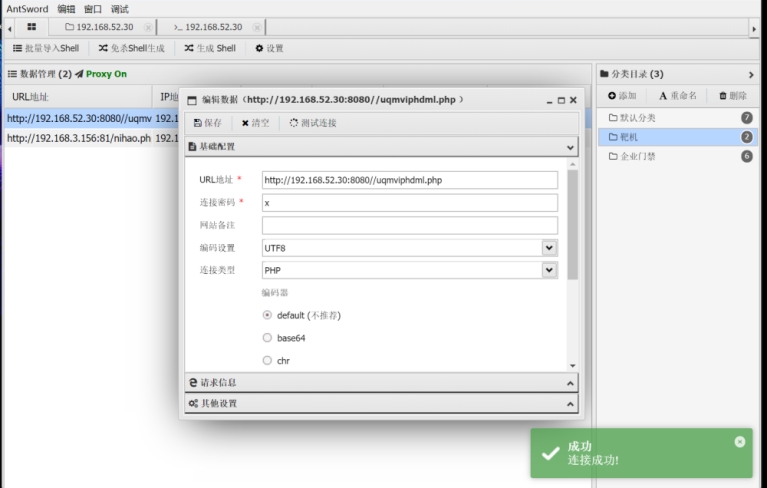 AntSword 编辑 窗口 调试
192.168.52.30
192.168.52.30
批量导入Shell 免杀Shell生成 生成 Shell 设置
数据管理 (2) Proxy On
URL地址 IP地
http://192.168.52.30:8080//uqmv 192.1
http://192.168.3.156:81/nihao.ph 192.1
编辑数据 (http://192.168.52.30:8080//uqmviphdml.php )
保存 清空 测试连接
基础配置
URL地址 * http://192.168.52.30:8080//uqmviphdml.php
连接密码 * x
网站备注
编码设置 UTF8
连接类型 PHP
编码器
default (不推荐)
base64
chr
请求信息
其他设置
分类目录 (3)
添加 重命名 删除
默认分类 7
靶机 2
企业门禁 6
成功
连接成功!